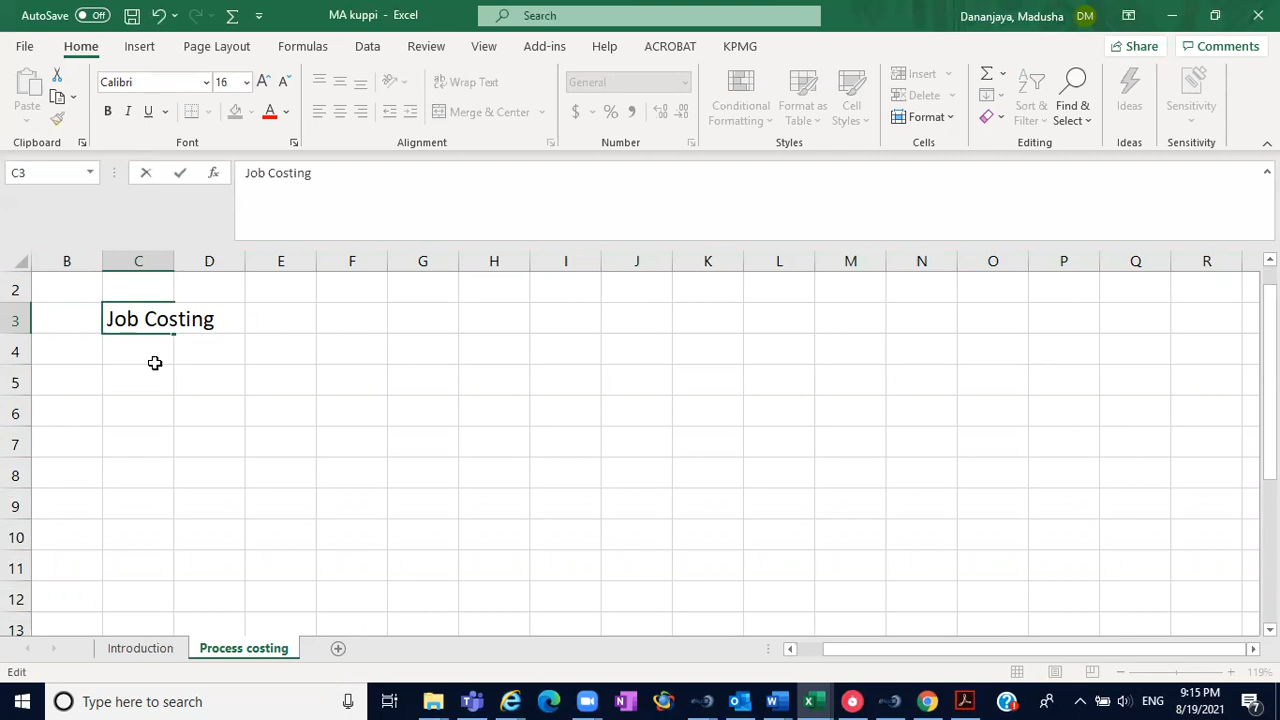 AutoSave Off
MA kuppi - Excel
Search
Dananjaya, Madusha DM
File Home Insert Page Layout Formulas Data Review View Add-ins Help ACROBAT KPMG Share Comments
Paste
Calibri 16
B I U
Wrap Text
Merge & Center
General
$ %
Conditional Formatting
Format as Table
Cell Styles
Insert
Delete
Format
Sort & Filter
Find & Select
Ideas
Sensitivity
Clipboard Font Alignment Number Styles Cells Editing Ideas Sensitivity
C3 fx Job Costing
B C D E F G H I J K L M N O P Q R
2
3 Job Costing
4
5
6
7
8
9
10
11
12
13
Introduction Process costing
Edit 119%
Type here to search
ENG
9:15 PM
8/19/2021
7